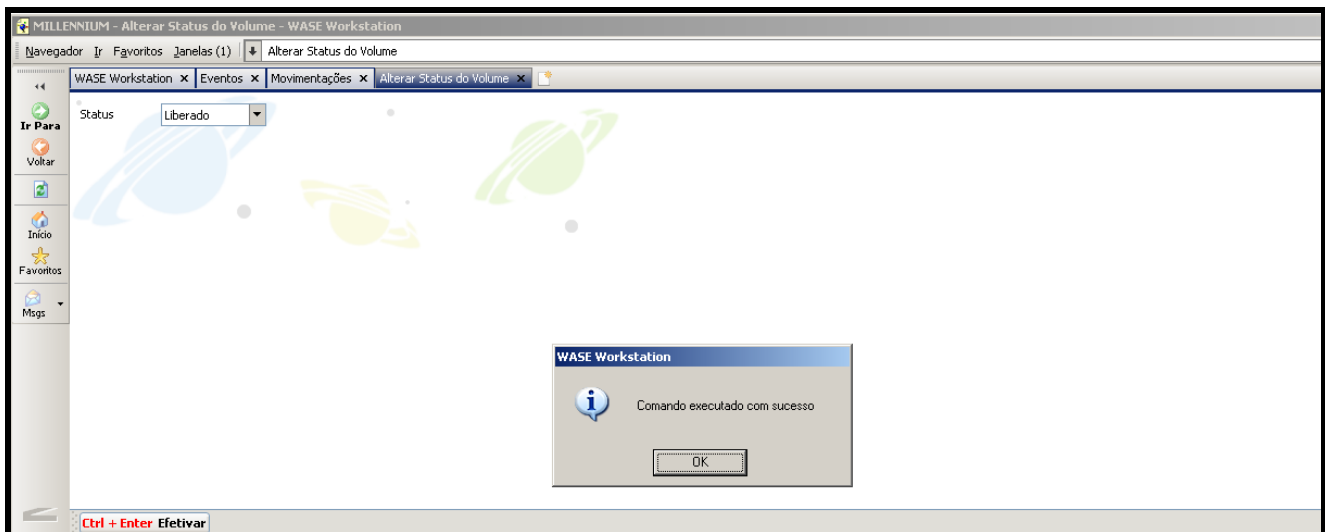 MILLENNIUM - Alterar Status do Volume - WASE Workstation
Navegador Ir Favoritos Janelas (1) Alterar Status do Volume
WASE Workstation x Eventos x Movimentações x Alterar Status do Volume x
Ir Para
Voltar
Início
Favoritos
Msgs
Status Liberado
WASE Workstation
Comando executado com sucesso
OK
Ctrl + Enter Efetivar